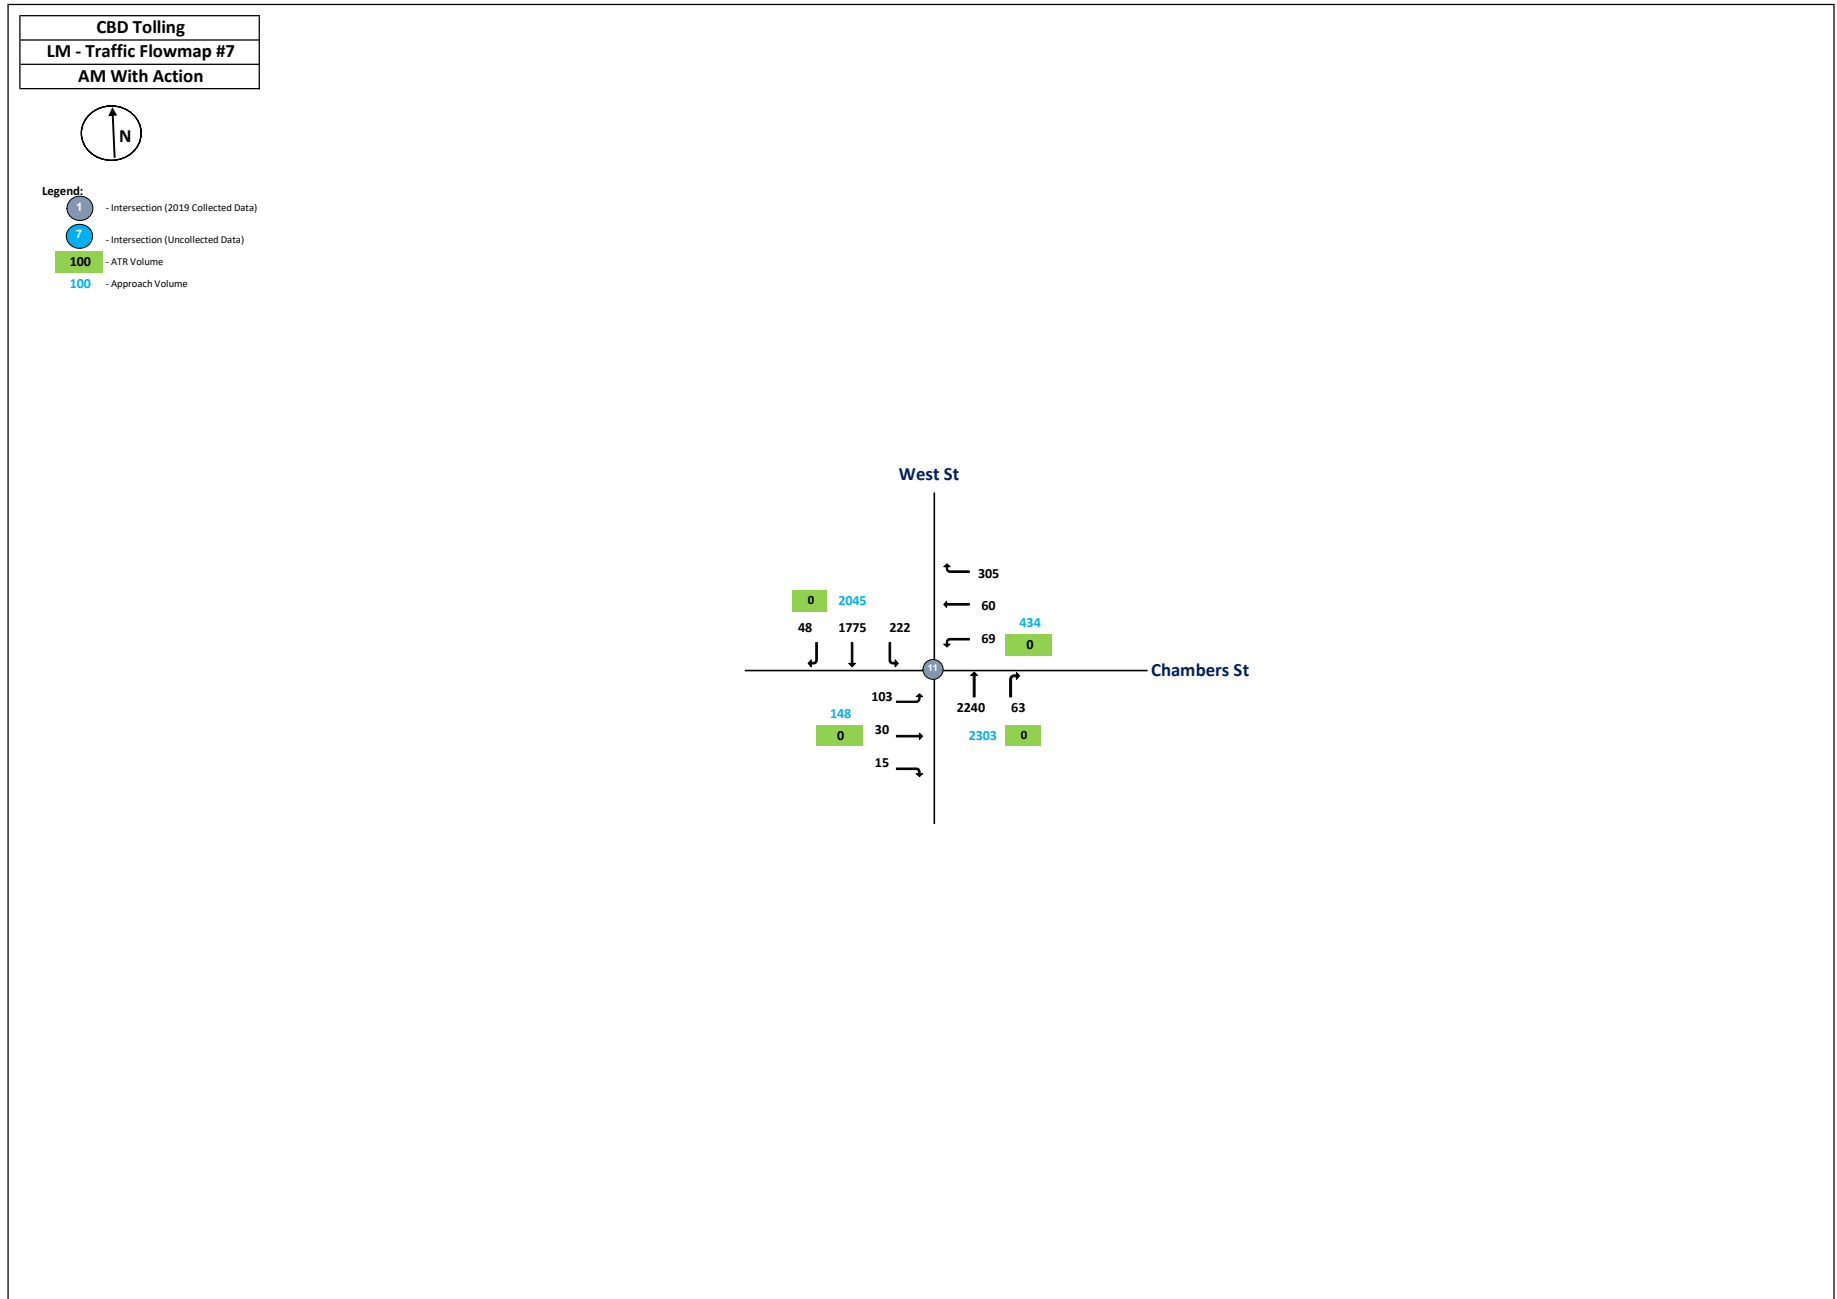 CBD Tolling
LM - Traffic Flowmap #7
AM With Action
N
Legend:
1 - Intersection (2019 Collected Data)
7 - Intersection (Uncollected Data)
100 - ATR Volume
100 - Approach Volume
West St
305
0 2045 60
434
48 1775 222 69
0
11 Chambers St
103
2240 63
148
30
0 2303 0
15